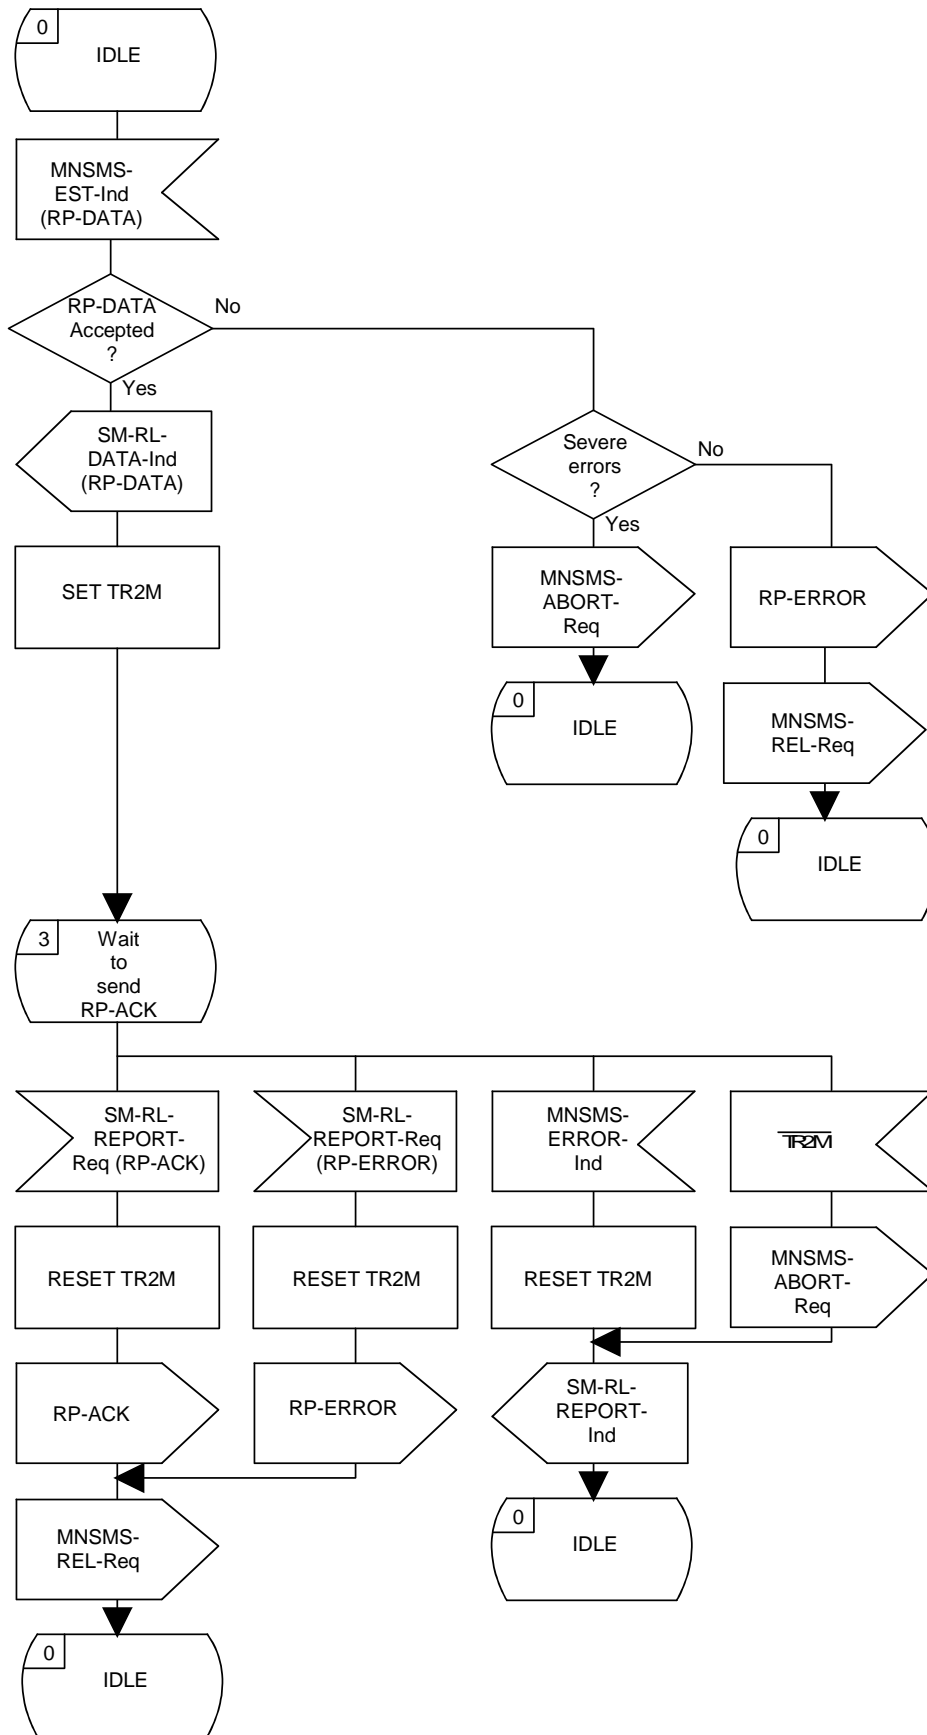 0
IDLE
MNSMS-
EST-Ind
(RP-DATA)
RP-DATA
Accepted
?
No
Yes
SM-RL-
DATA-Ind
(RP-DATA)
Severe
errors
?
No
Yes
SET TR2M
MNSMS-
ABORT-
Req
RP-ERROR
0
IDLE
MNSMS-
REL-Req
0
IDLE
3
Wait
to
send
RP-ACK
SM-RL-
REPORT-
Req (RP-ACK)
SM-RL-
REPORT-Req
(RP-ERROR)
MNSMS-
ERROR-
Ind
TR2M
RESET TR2M
RESET TR2M
RESET TR2M
MNSMS-
ABORT-
Req
RP-ACK
RP-ERROR
SM-RL-
REPORT-
Ind
MNSMS-
REL-Req
0
IDLE
0
IDLE